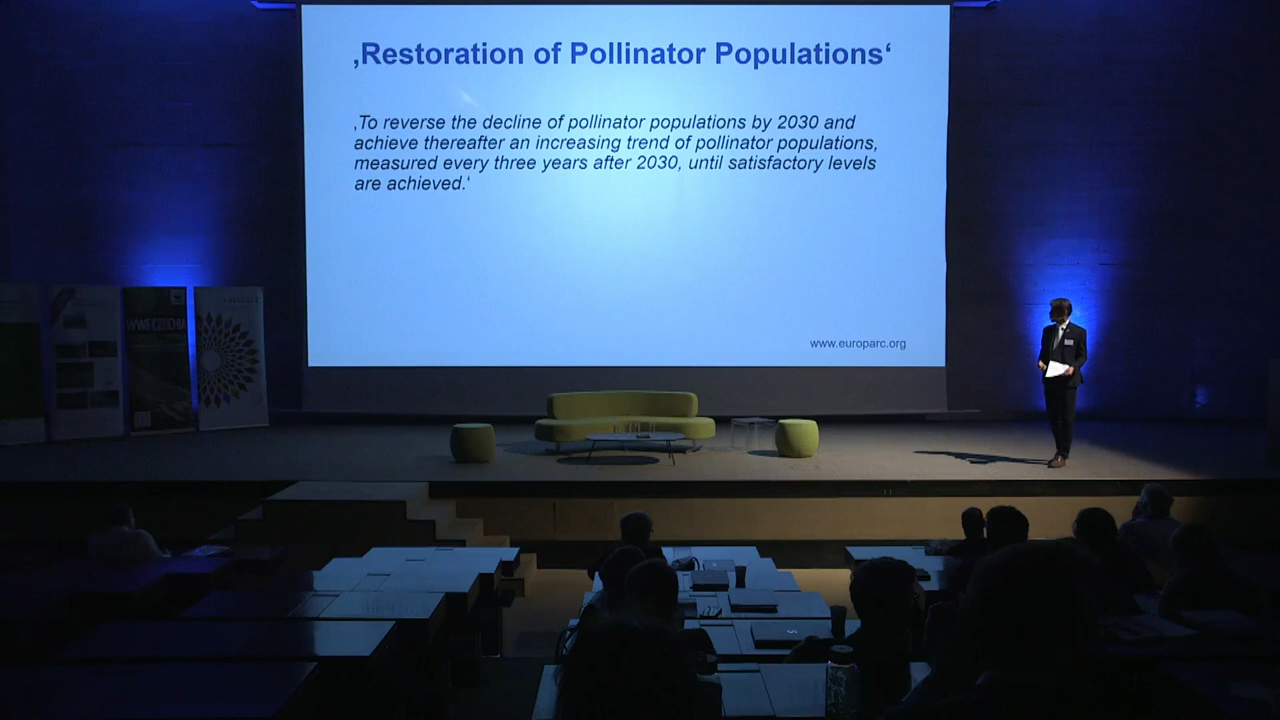 ‚Restoration of Pollinator Populations‘
‚To reverse the decline of pollinator populations by 2030 and
achieve thereafter an increasing trend of pollinator populations,
measured every three years after 2030, until satisfactory levels
are achieved.‘
www.europarc.org
WWF CZECHIA